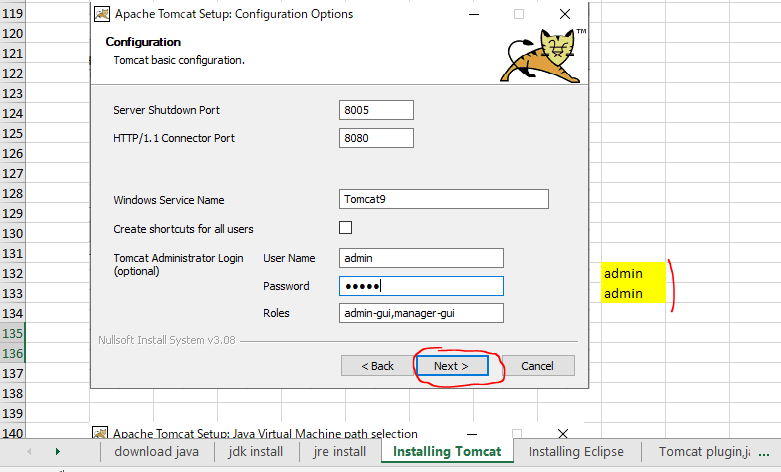 119
120
121
122
123
124
125
126
127
128
129
130
131
132
133
134
135
136
137
138
139
140
Apache Tomcat Setup: Configuration Options
Configuration
Tomcat basic configuration.
TM
Server Shutdown Port 8005
HTTP/1.1 Connector Port 8080
Windows Service Name Tomcat9
Create shortcuts for all users
Tomcat Administrator Login User Name admin
(optional)
Password •••••
Roles admin-gui,manager-gui
Nullsoft Install System v3.08
< Back Next > Cancel
admin
admin
Apache Tomcat Setup: Java Virtual Machine path selection
download java jdk install jre install Installing Tomcat Installing Eclipse Tomcat plugin,ja ...